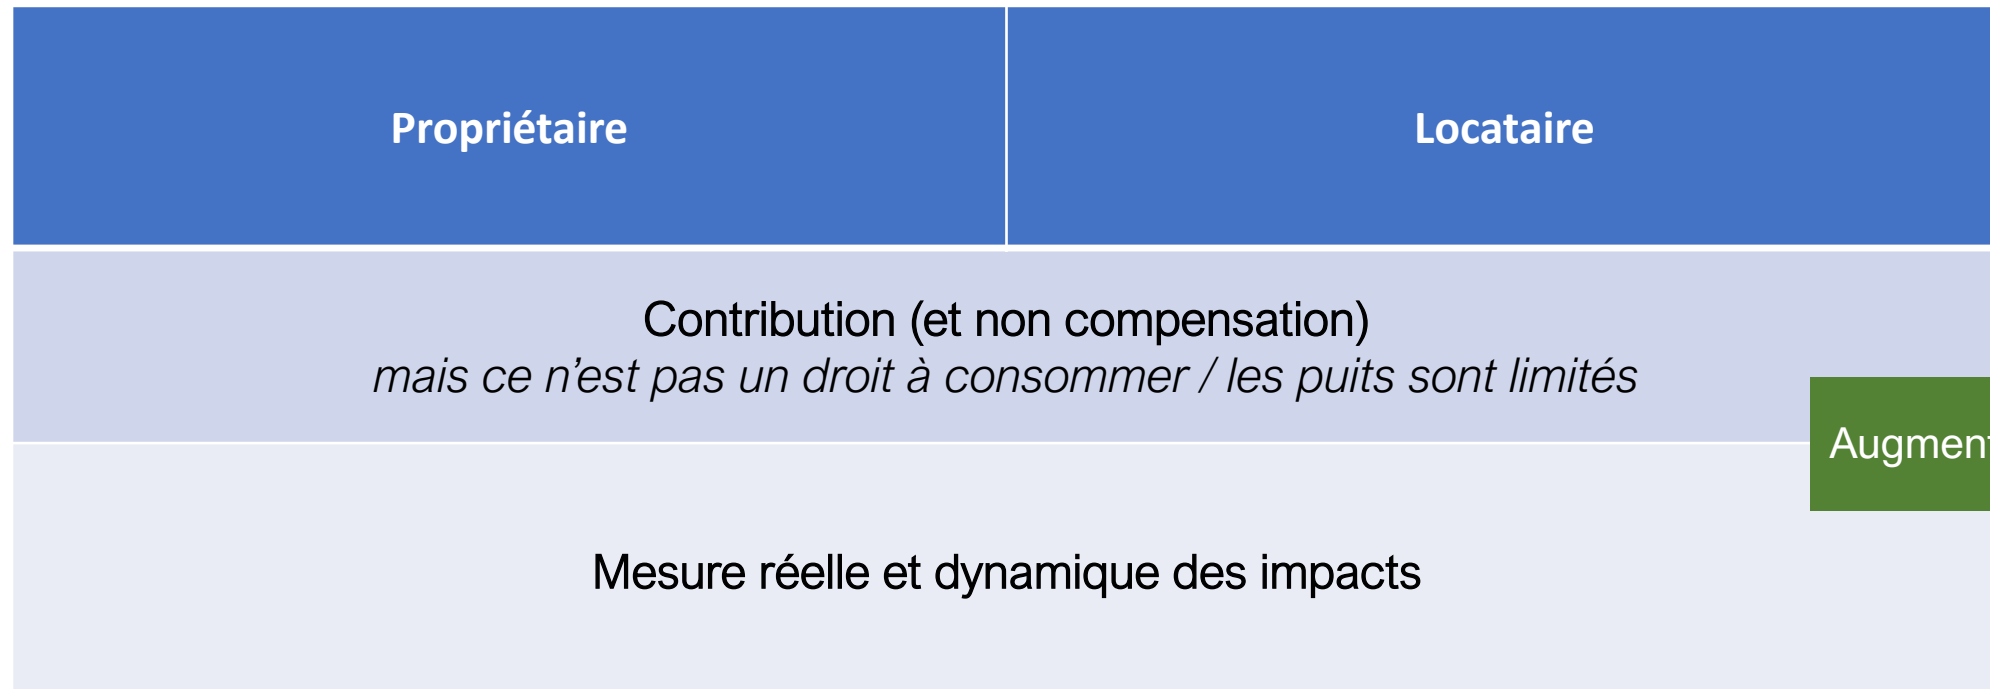 Propriétaire
Locataire
Contribution (et non compensation)
mais ce n’est pas un droit à consommer / les puits sont limités
Mesure réelle et dynamique des impacts